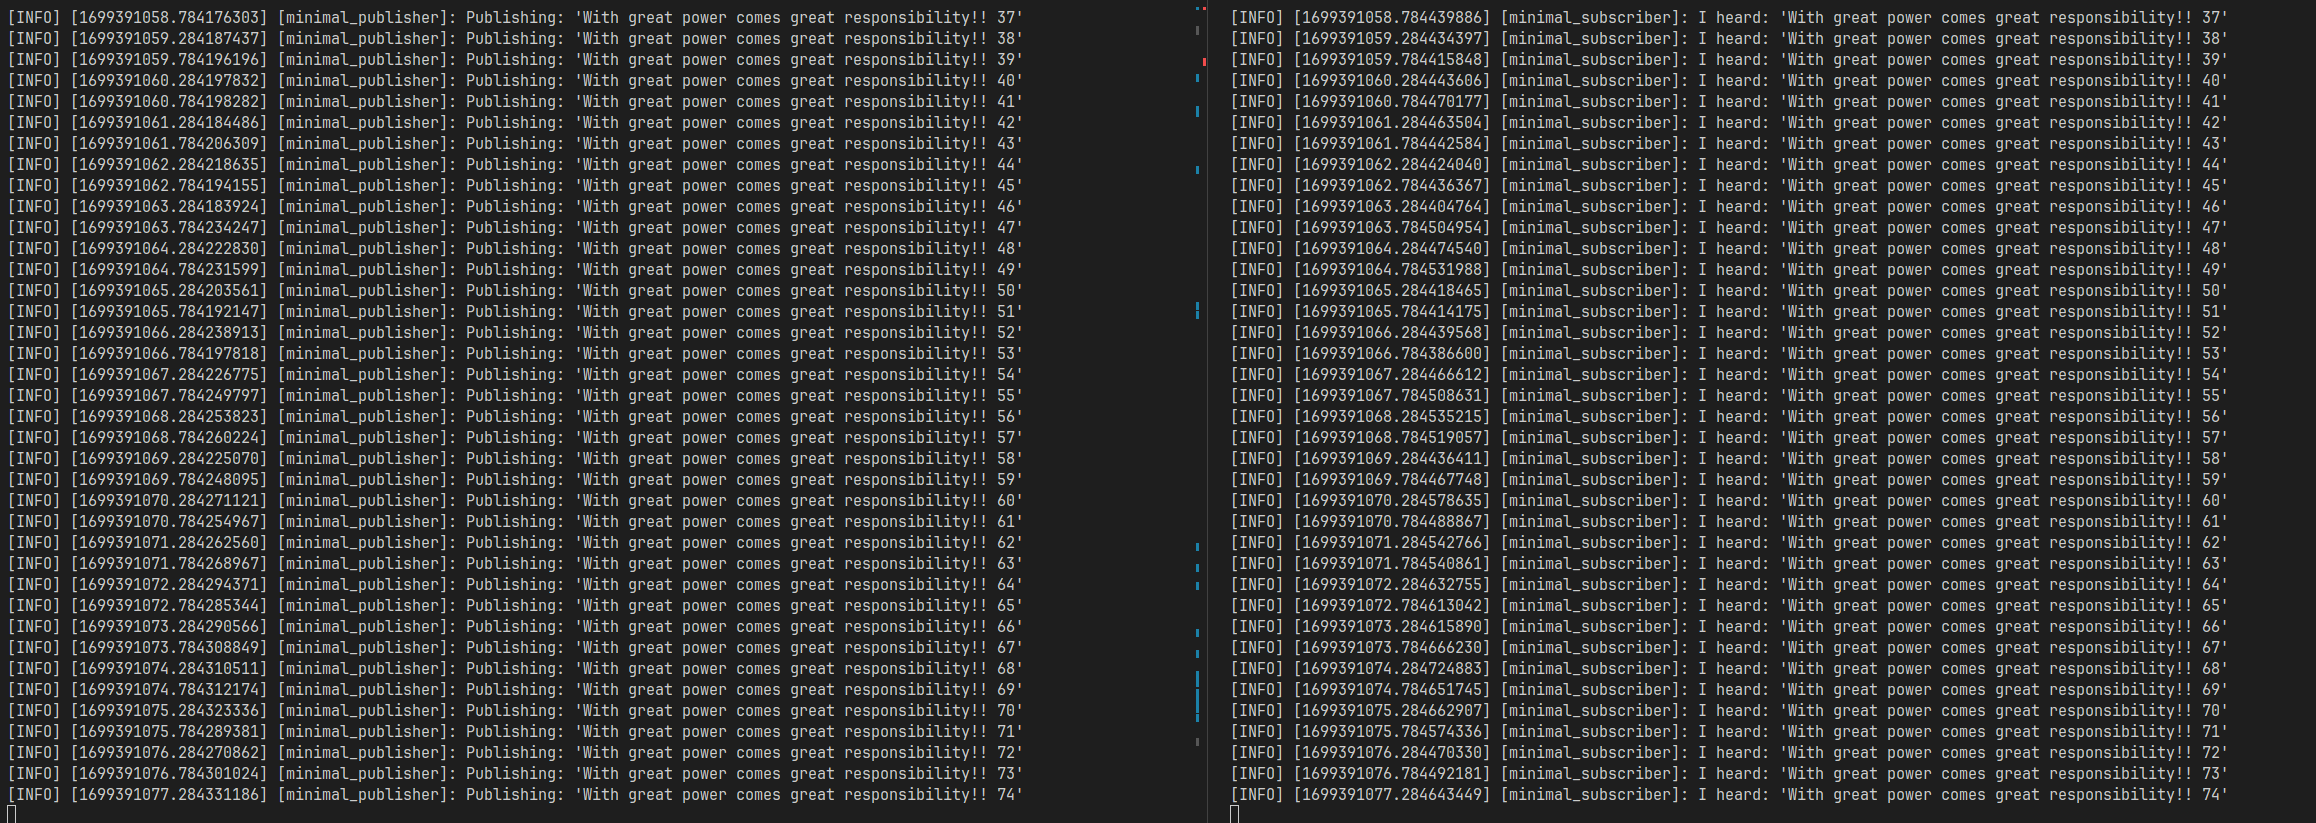 [INFO] [1699391058.784176303] [minimal_publisher]: Publishing: 'With great power comes great responsibility!! 37'
[INFO] [1699391059.284187437] [minimal_publisher]: Publishing: 'With great power comes great responsibility!! 38'
[INFO] [1699391059.784196196] [minimal_publisher]: Publishing: 'With great power comes great responsibility!! 39'
[INFO] [1699391060.284197832] [minimal_publisher]: Publishing: 'With great power comes great responsibility!! 40'
[INFO] [1699391060.784198282] [minimal_publisher]: Publishing: 'With great power comes great responsibility!! 41'
[INFO] [1699391061.284184486] [minimal_publisher]: Publishing: 'With great power comes great responsibility!! 42'
[INFO] [1699391061.784206309] [minimal_publisher]: Publishing: 'With great power comes great responsibility!! 43'
[INFO] [1699391062.284218635] [minimal_publisher]: Publishing: 'With great power comes great responsibility!! 44'
[INFO] [1699391062.784194155] [minimal_publisher]: Publishing: 'With great power comes great responsibility!! 45'
[INFO] [1699391063.284183924] [minimal_publisher]: Publishing: 'With great power comes great responsibility!! 46'
[INFO] [1699391063.784234247] [minimal_publisher]: Publishing: 'With great power comes great responsibility!! 47'
[INFO] [1699391064.284222830] [minimal_publisher]: Publishing: 'With great power comes great responsibility!! 48'
[INFO] [1699391064.784231599] [minimal_publisher]: Publishing: 'With great power comes great responsibility!! 49'
[INFO] [1699391065.284203561] [minimal_publisher]: Publishing: 'With great power comes great responsibility!! 50'
[INFO] [1699391065.784192147] [minimal_publisher]: Publishing: 'With great power comes great responsibility!! 51'
[INFO] [1699391066.284238913] [minimal_publisher]: Publishing: 'With great power comes great responsibility!! 52'
[INFO] [1699391066.784197818] [minimal_publisher]: Publishing: 'With great power comes great responsibility!! 53'
[INFO] [1699391067.284226775] [minimal_publisher]: Publishing: 'With great power comes great responsibility!! 54'
[INFO] [1699391067.784249797] [minimal_publisher]: Publishing: 'With great power comes great responsibility!! 55'
[INFO] [1699391068.284253823] [minimal_publisher]: Publishing: 'With great power comes great responsibility!! 56'
[INFO] [1699391068.784260224] [minimal_publisher]: Publishing: 'With great power comes great responsibility!! 57'
[INFO] [1699391069.284225070] [minimal_publisher]: Publishing: 'With great power comes great responsibility!! 58'
[INFO] [1699391069.784248095] [minimal_publisher]: Publishing: 'With great power comes great responsibility!! 59'
[INFO] [1699391070.284271121] [minimal_publisher]: Publishing: 'With great power comes great responsibility!! 60'
[INFO] [1699391070.784254967] [minimal_publisher]: Publishing: 'With great power comes great responsibility!! 61'
[INFO] [1699391071.284262560] [minimal_publisher]: Publishing: 'With great power comes great responsibility!! 62'
[INFO] [1699391071.784268967] [minimal_publisher]: Publishing: 'With great power comes great responsibility!! 63'
[INFO] [1699391072.284294371] [minimal_publisher]: Publishing: 'With great power comes great responsibility!! 64'
[INFO] [1699391072.784285344] [minimal_publisher]: Publishing: 'With great power comes great responsibility!! 65'
[INFO] [1699391073.284290566] [minimal_publisher]: Publishing: 'With great power comes great responsibility!! 66'
[INFO] [1699391073.784308849] [minimal_publisher]: Publishing: 'With great power comes great responsibility!! 67'
[INFO] [1699391074.284310511] [minimal_publisher]: Publishing: 'With great power comes great responsibility!! 68'
[INFO] [1699391074.784312174] [minimal_publisher]: Publishing: 'With great power comes great responsibility!! 69'
[INFO] [1699391075.284323336] [minimal_publisher]: Publishing: 'With great power comes great responsibility!! 70'
[INFO] [1699391075.784289381] [minimal_publisher]: Publishing: 'With great power comes great responsibility!! 71'
[INFO] [1699391076.284270862] [minimal_publisher]: Publishing: 'With great power comes great responsibility!! 72'
[INFO] [1699391076.784301024] [minimal_publisher]: Publishing: 'With great power comes great responsibility!! 73'
[INFO] [1699391077.284331186] [minimal_publisher]: Publishing: 'With great power comes great responsibility!! 74'
[INFO] [1699391058.784439886] [minimal_subscriber]: I heard: 'With great power comes great responsibility!! 37'
[INFO] [1699391059.284434397] [minimal_subscriber]: I heard: 'With great power comes great responsibility!! 38'
[INFO] [1699391059.784415848] [minimal_subscriber]: I heard: 'With great power comes great responsibility!! 39'
[INFO] [1699391060.284443606] [minimal_subscriber]: I heard: 'With great power comes great responsibility!! 40'
[INFO] [1699391060.784470177] [minimal_subscriber]: I heard: 'With great power comes great responsibility!! 41'
[INFO] [1699391061.284463504] [minimal_subscriber]: I heard: 'With great power comes great responsibility!! 42'
[INFO] [1699391061.784442584] [minimal_subscriber]: I heard: 'With great power comes great responsibility!! 43'
[INFO] [1699391062.284424040] [minimal_subscriber]: I heard: 'With great power comes great responsibility!! 44'
[INFO] [1699391062.784436367] [minimal_subscriber]: I heard: 'With great power comes great responsibility!! 45'
[INFO] [1699391063.284404764] [minimal_subscriber]: I heard: 'With great power comes great responsibility!! 46'
[INFO] [1699391063.784504954] [minimal_subscriber]: I heard: 'With great power comes great responsibility!! 47'
[INFO] [1699391064.284474540] [minimal_subscriber]: I heard: 'With great power comes great responsibility!! 48'
[INFO] [1699391064.784531988] [minimal_subscriber]: I heard: 'With great power comes great responsibility!! 49'
[INFO] [1699391065.284418465] [minimal_subscriber]: I heard: 'With great power comes great responsibility!! 50'
[INFO] [1699391065.784414175] [minimal_subscriber]: I heard: 'With great power comes great responsibility!! 51'
[INFO] [1699391066.284439568] [minimal_subscriber]: I heard: 'With great power comes great responsibility!! 52'
[INFO] [1699391066.784386600] [minimal_subscriber]: I heard: 'With great power comes great responsibility!! 53'
[INFO] [1699391067.284466612] [minimal_subscriber]: I heard: 'With great power comes great responsibility!! 54'
[INFO] [1699391067.784508631] [minimal_subscriber]: I heard: 'With great power comes great responsibility!! 55'
[INFO] [1699391068.284535215] [minimal_subscriber]: I heard: 'With great power comes great responsibility!! 56'
[INFO] [1699391068.784519057] [minimal_subscriber]: I heard: 'With great power comes great responsibility!! 57'
[INFO] [1699391069.284436411] [minimal_subscriber]: I heard: 'With great power comes great responsibility!! 58'
[INFO] [1699391069.784467748] [minimal_subscriber]: I heard: 'With great power comes great responsibility!! 59'
[INFO] [1699391070.284578635] [minimal_subscriber]: I heard: 'With great power comes great responsibility!! 60'
[INFO] [1699391070.784488867] [minimal_subscriber]: I heard: 'With great power comes great responsibility!! 61'
[INFO] [1699391071.284542766] [minimal_subscriber]: I heard: 'With great power comes great responsibility!! 62'
[INFO] [1699391071.784540861] [minimal_subscriber]: I heard: 'With great power comes great responsibility!! 63'
[INFO] [1699391072.284632755] [minimal_subscriber]: I heard: 'With great power comes great responsibility!! 64'
[INFO] [1699391072.784613042] [minimal_subscriber]: I heard: 'With great power comes great responsibility!! 65'
[INFO] [1699391073.284615890] [minimal_subscriber]: I heard: 'With great power comes great responsibility!! 66'
[INFO] [1699391073.784666230] [minimal_subscriber]: I heard: 'With great power comes great responsibility!! 67'
[INFO] [1699391074.284724883] [minimal_subscriber]: I heard: 'With great power comes great responsibility!! 68'
[INFO] [1699391074.784651745] [minimal_subscriber]: I heard: 'With great power comes great responsibility!! 69'
[INFO] [1699391075.284662907] [minimal_subscriber]: I heard: 'With great power comes great responsibility!! 70'
[INFO] [1699391075.784574336] [minimal_subscriber]: I heard: 'With great power comes great responsibility!! 71'
[INFO] [1699391076.284470330] [minimal_subscriber]: I heard: 'With great power comes great responsibility!! 72'
[INFO] [1699391076.784492181] [minimal_subscriber]: I heard: 'With great power comes great responsibility!! 73'
[INFO] [1699391077.284643449] [minimal_subscriber]: I heard: 'With great power comes great responsibility!! 74'